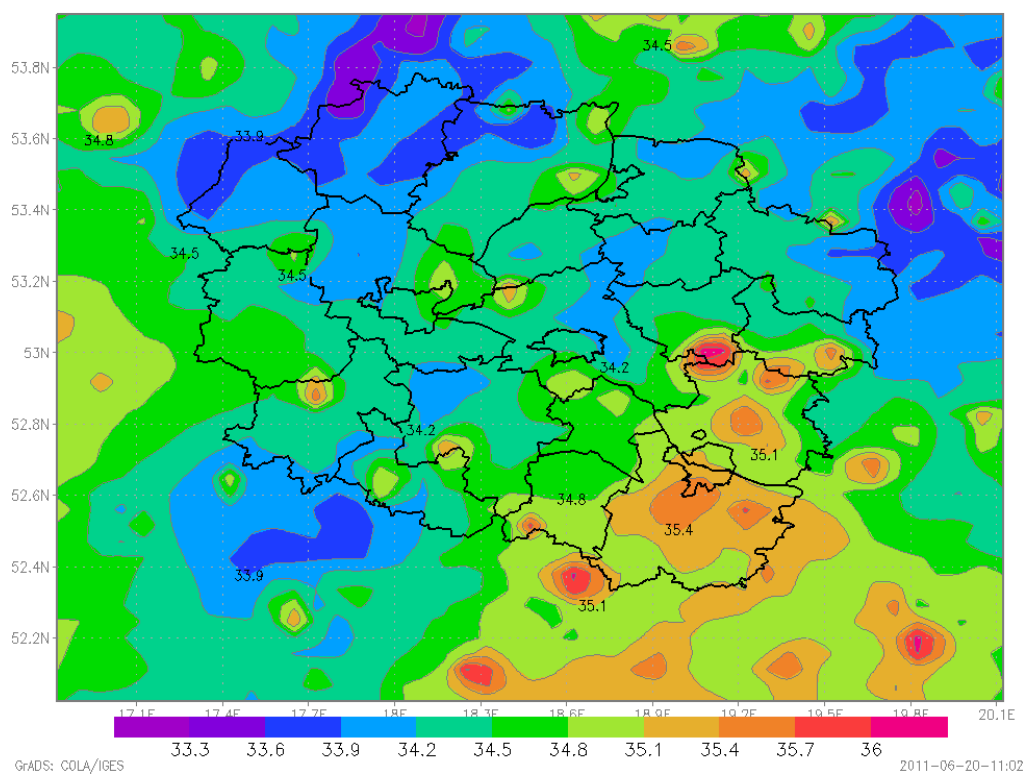 34.5
53.8N
34.8
33.9
53.6N
53.4N
34.5
34.5
53.2N
53N
34.2
52.8N
34.2
35.1
52.6N
34.8
35.4
52.4N
33.9
35.1
52.2N
17.1E 17.4E 17.7E 18E 18.3E 18.6E 18.9E 19.2E 19.5E 19.8E 20.1E
33.3 33.6 33.9 34.2 34.5 34.8 35.1 35.4 35.7 36
GrADS: COLA/IGES 2011-06-20-11:02